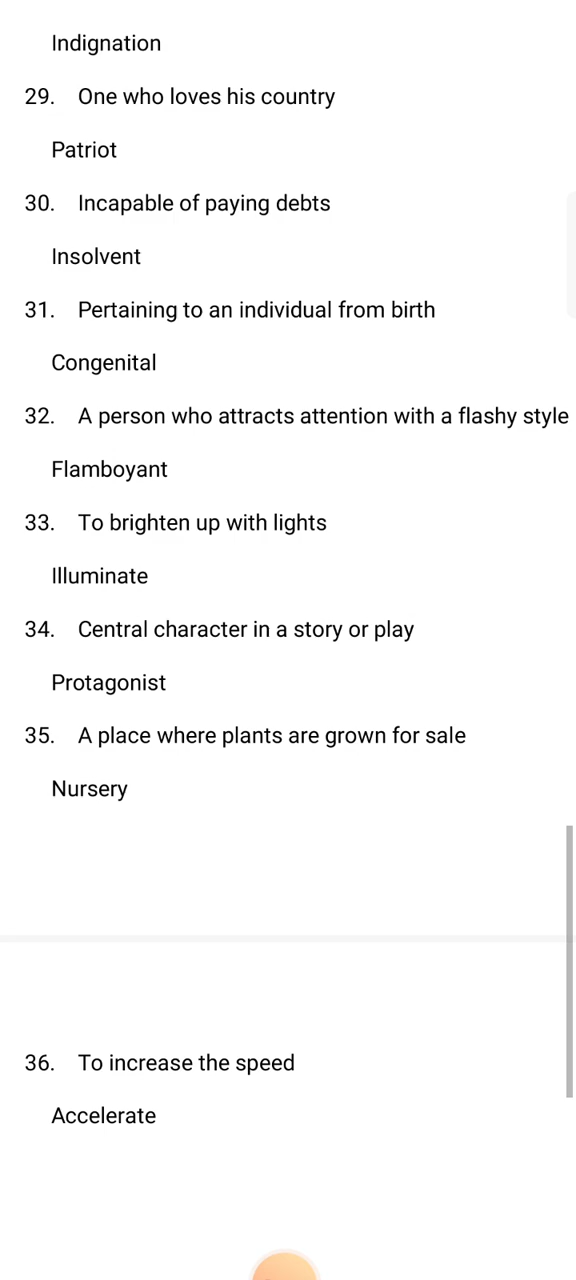 Indignation
29. One who loves his country
Patriot
30. Incapable of paying debts
Insolvent
31. Pertaining to an individual from birth
Congenital
32. A person who attracts attention with a flashy style
Flamboyant
33. To brighten up with lights
Illuminate
34. Central character in a story or play
Protagonist
35. A place where plants are grown for sale
Nursery
36. To increase the speed
Accelerate